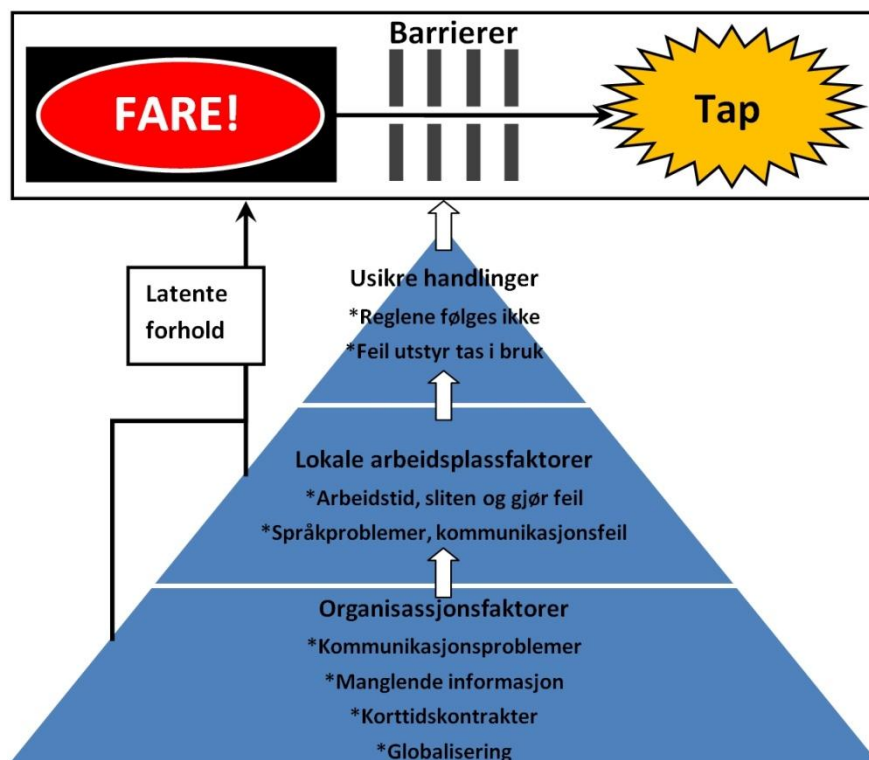 Barrierer
FARE!
Tap
Latente
forhold
Usikre handlinger
*Reglene følges ikke
*Feil utstyr tas i bruk
Lokale arbeidsplassfaktorer
*Arbeidstid, sliten og gjør feil
*Språkproblemer, kommunikasjonsfeil
Organisassjonsfaktorer
*Kommunikasjonsproblemer
*Manglende informasjon
*Korttidskontrakter
*Globalisering